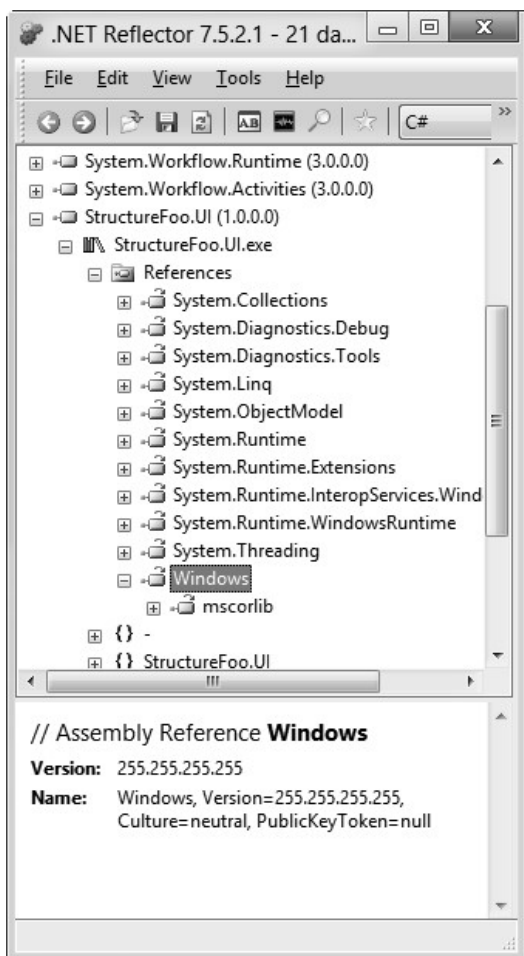 .NET Reflector 7.5.2.1 - 21 da...
File Edit View Tools Help
C#
System.Workflow.Runtime (3.0.0.0)
System.Workflow.Activities (3.0.0.0)
StructureFoo.UI (1.0.0.0)
StructureFoo.UI.exe
References
System.Collections
System.Diagnostics.Debug
System.Diagnostics.Tools
System.Linq
System.ObjectModel
System.Runtime
System.Runtime.Extensions
System.Runtime.InteropServices.Wind
System.Runtime.WindowsRuntime
System.Threading
Windows
mscorlib
{} -
{} StructureFoo.UI
// Assembly Reference Windows
Version: 255.255.255.255
Name: Windows, Version=255.255.255.255,
Culture=neutral, PublicKeyToken=null